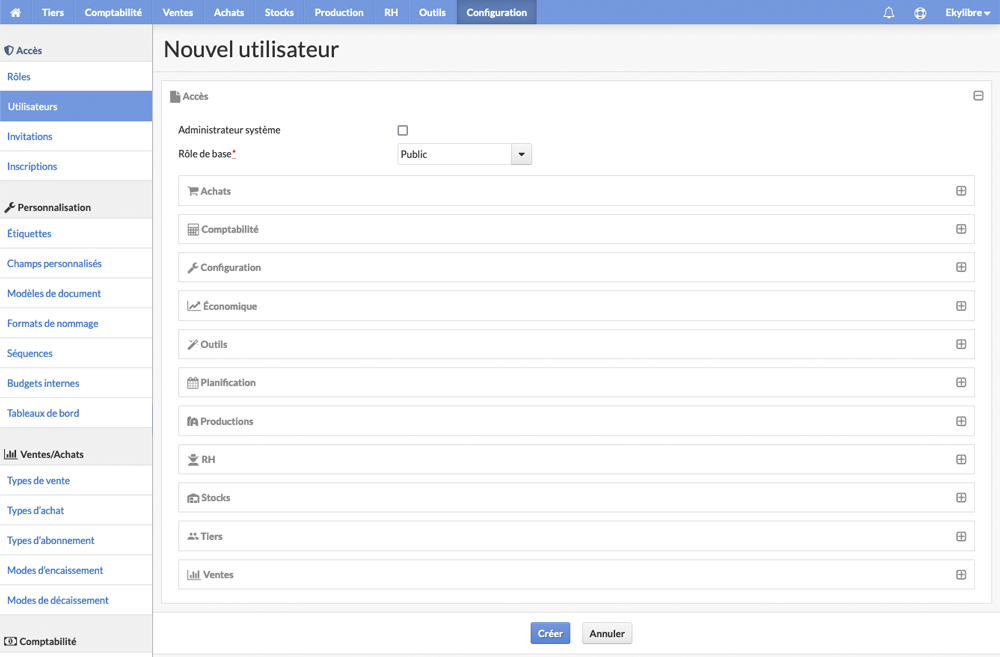 Tiers Comptabilité Ventes Achats Stocks Production RH Outils Configuration Ekylibre
Accès
Rôles
Utilisateurs
Invitations
Inscriptions
Personnalisation
Étiquettes
Champs personnalisés
Modèles de document
Formats de nommage
Séquences
Budgets internes
Tableaux de bord
Ventes/Achats
Types de vente
Types d'achat
Types d'abonnement
Modes d'encaissement
Modes de décaissement
Comptabilité
Nouvel utilisateur
Accès
Administrateur système
Rôle de base* Public
Achats
Comptabilité
Configuration
Économique
Outils
Planification
Productions
RH
Stocks
Tiers
Ventes
Créer Annuler